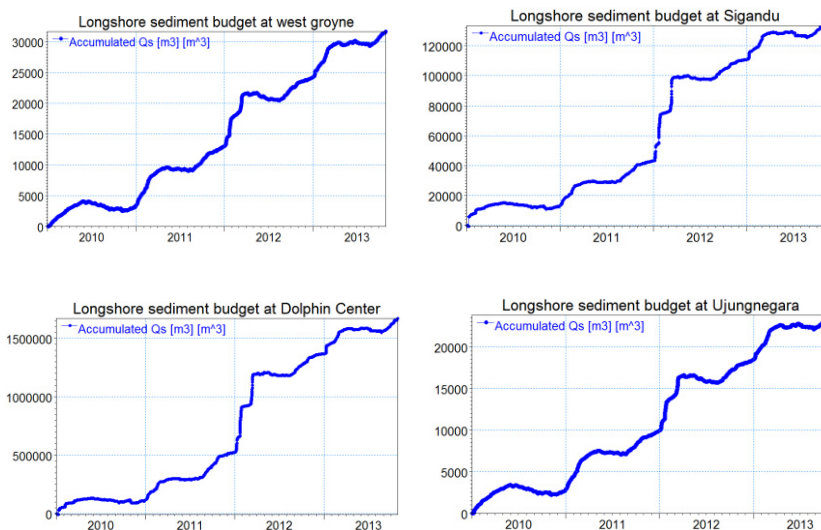 Longshore sediment budget at west groyne
Accumulated Qs [m3] [m^3]
30000
25000
20000
15000
10000
5000
0
2010 2011 2012 2013
Longshore sediment budget at Sigandu
Accumulated Qs [m3] [m^3]
120000
100000
80000
60000
40000
20000
0
2010 2011 2012 2013
Longshore sediment budget at Dolphin Center
Accumulated Qs [m3] [m^3]
1500000
1000000
500000
0
2010 2011 2012 2013
Longshore sediment budget at Ujungnegara
Accumulated Qs [m3] [m^3]
20000
15000
10000
5000
0
2010 2011 2012 2013